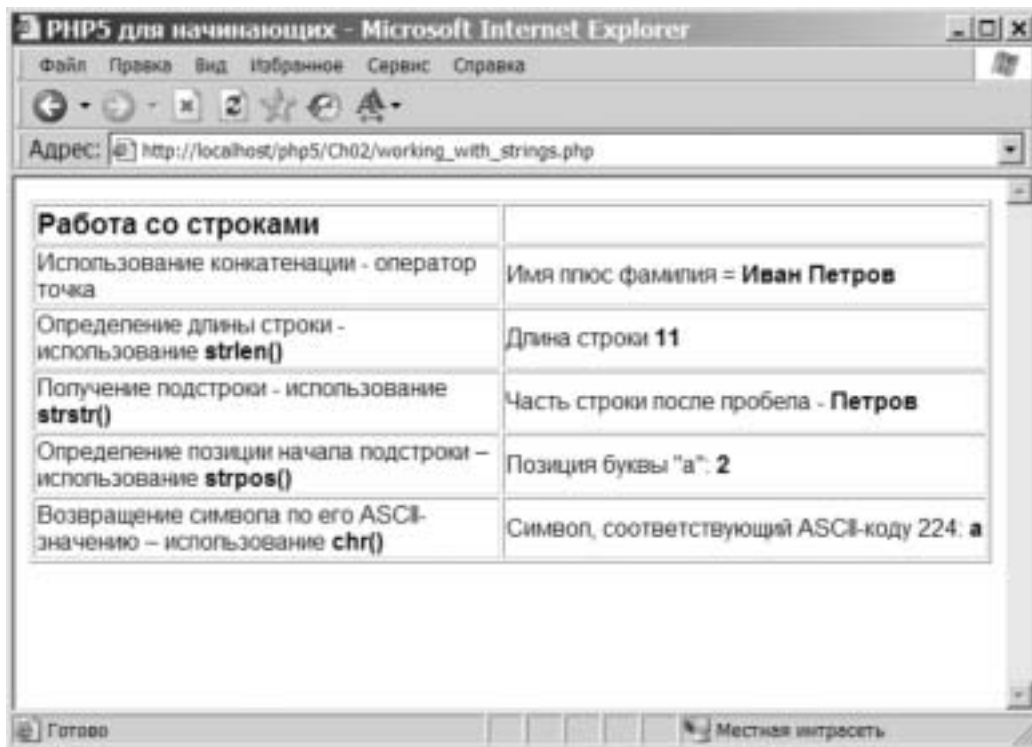 PHP5 для начинающих - Microsoft Internet Explorer
Файл Правка Вид Избранное Сервис Справка
Адрес: http://localhost/php5/Ch02/working_with_strings.php
Работа со строками
Использование конкатенации - оператор
точка
Имя плюс фамилия = Иван Петров
Определение длины строки -
использование strlen()
Длина строки 11
Получение подстроки - использование
strstr()
Часть строки после пробела - Петров
Определение позиции начала подстроки –
использование strpos()
Позиция буквы "а": 2
Возвращение символа по его ASCII-
значению – использование chr()
Символ, соответствующий ASCII-коду 224: а
Готово
Местная интрасеть